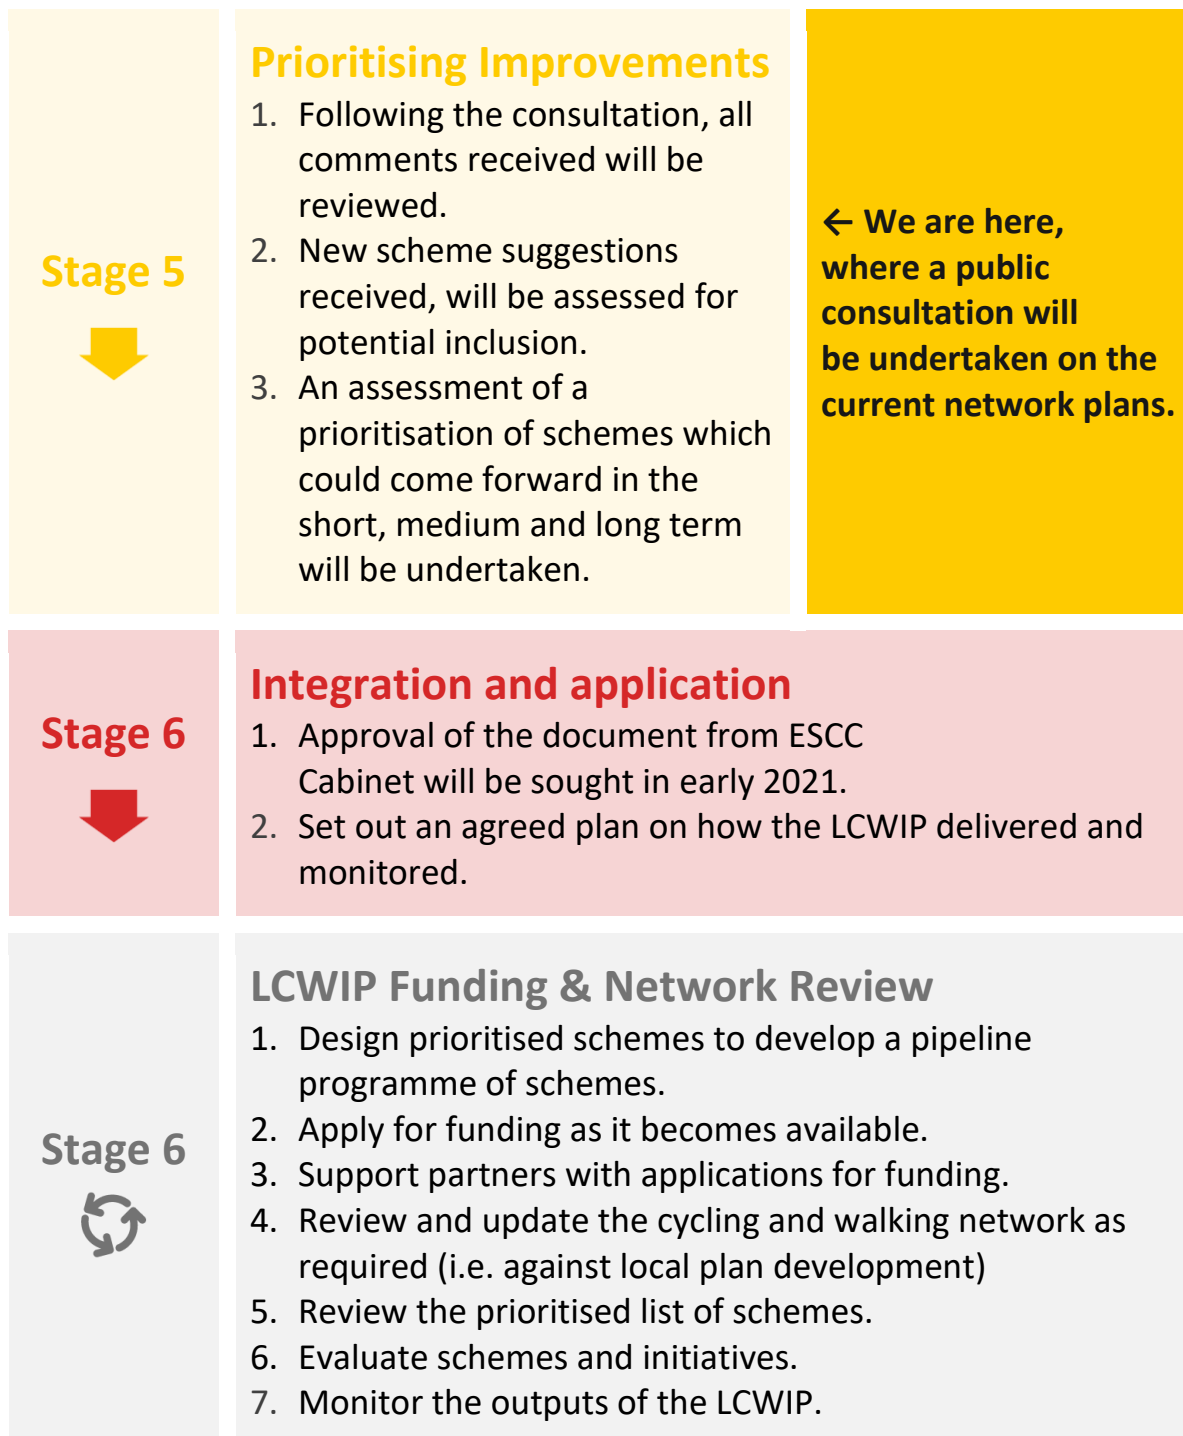 Stage 5
Prioritising Improvements
1. Following the consultation, all
comments received will be
reviewed.
2. New scheme suggestions
received, will be assessed for
potential inclusion.
3. An assessment of a
prioritisation of schemes which
could come forward in the
short, medium and long term
will be undertaken.
← We are here,
where a public
consultation will
be undertaken on the
current network plans.
Stage 6
Integration and application
1. Approval of the document from ESCC
Cabinet will be sought in early 2021.
2. Set out an agreed plan on how the LCWIP delivered and
monitored.
Stage 6
LCWIP Funding & Network Review
1. Design prioritised schemes to develop a pipeline
programme of schemes.
2. Apply for funding as it becomes available.
3. Support partners with applications for funding.
4. Review and update the cycling and walking network as
required (i.e. against local plan development)
5. Review the prioritised list of schemes.
6. Evaluate schemes and initiatives.
7. Monitor the outputs of the LCWIP.